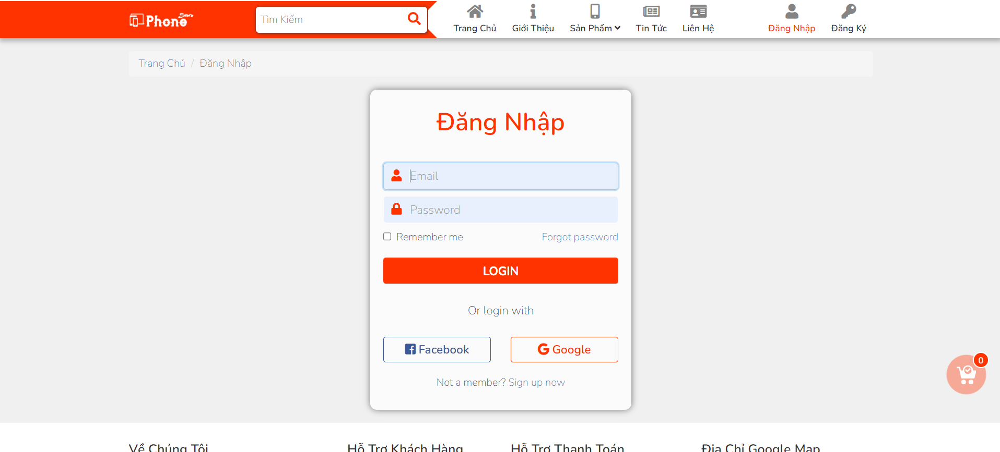 Phone Store
Tìm Kiếm
Trang Chủ
Giới Thiệu
Sản Phẩm
Tin Tức
Liên Hệ
Đăng Nhập
Đăng Ký
Trang Chủ / Đăng Nhập
Đăng Nhập
Email
Password
Remember me
Forgot password
LOGIN
Or login with
Facebook
Google
Not a member? Sign up now
0
Về Chúng Tôi
Hỗ Trợ Khách Hàng
Hỗ Trợ Thanh Toán
Địa Chỉ Google Map